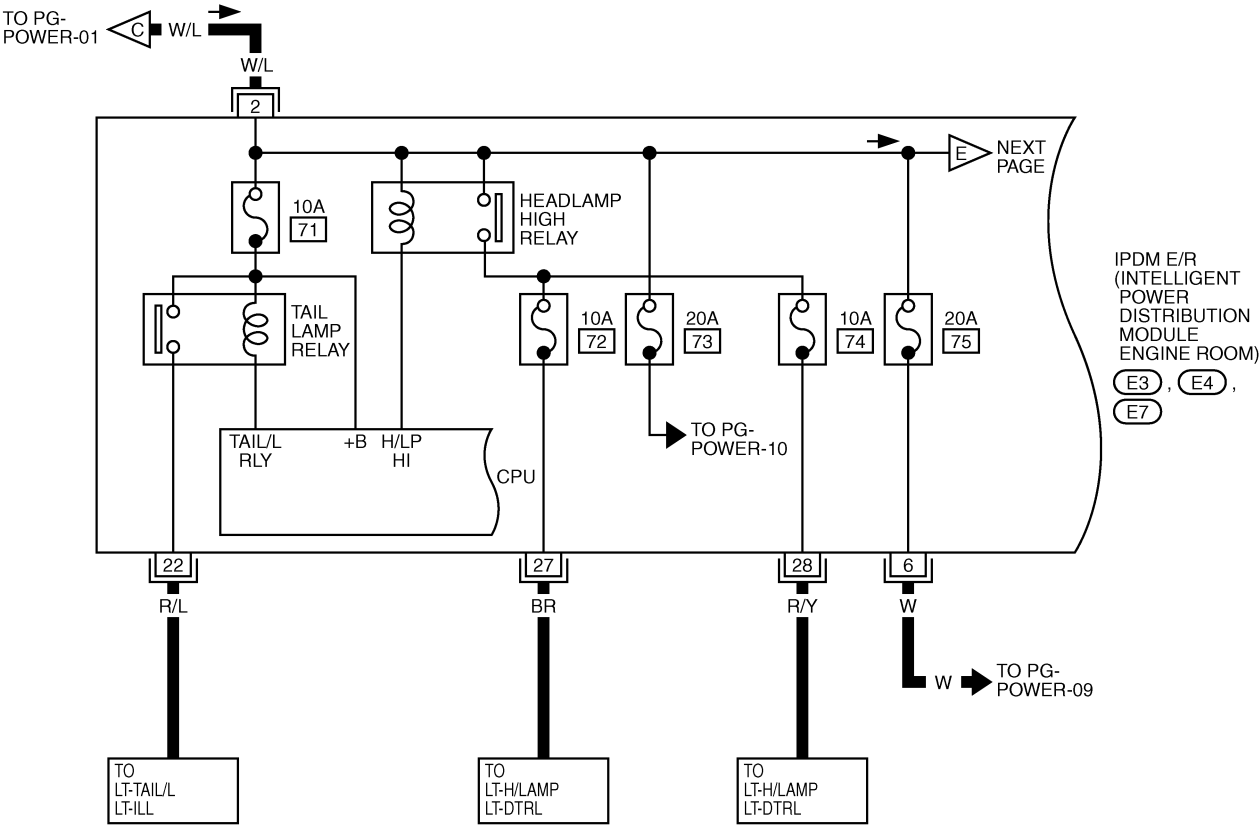 TO PG-
POWER-01
C
W/L
W/L
2
E
NEXT
PAGE
10A
71
HEADLAMP
HIGH
RELAY
TAIL
LAMP
RELAY
10A
72
20A
73
10A
74
20A
75
IPDM E/R
(INTELLIGENT
POWER
DISTRIBUTION
MODULE
ENGINE ROOM)
E3 , E4 ,
E7
TO PG-
POWER-10
TAIL/L
RLY
+B
H/LP
HI
CPU
22
27
28
6
R/L
BR
R/Y
W
W
TO PG-
POWER-09
TO
LT-TAIL/L
LT-ILL
TO
LT-H/LAMP
LT-DTRL
TO
LT-H/LAMP
LT-DTRL